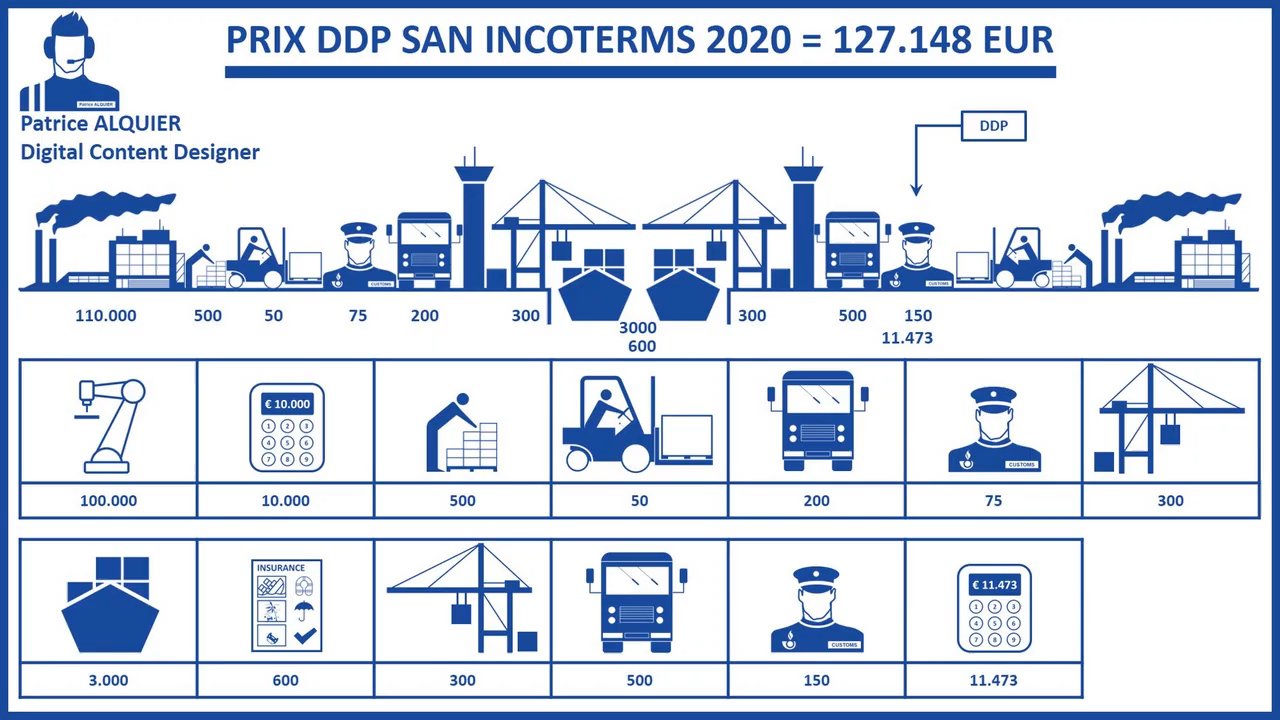 PRIX DDP SAN INCOTERMS 2020 = 127.148 EUR
Patrice ALQUIER
Patrice ALQUIER
Digital Content Designer
DDP
CUSTOMS
CUSTOMS
110.000 500 50 75 200 300 300 500 150
3000
600
11.473
€ 10.000
1 2 3
4 5 6
7 8 9
CUSTOMS
100.000 10.000 500 50 200 75 300
INSURANCE
CUSTOMS
€ 11.473
1 2 3
4 5 6
7 8 9
3.000 600 300 500 150 11.473